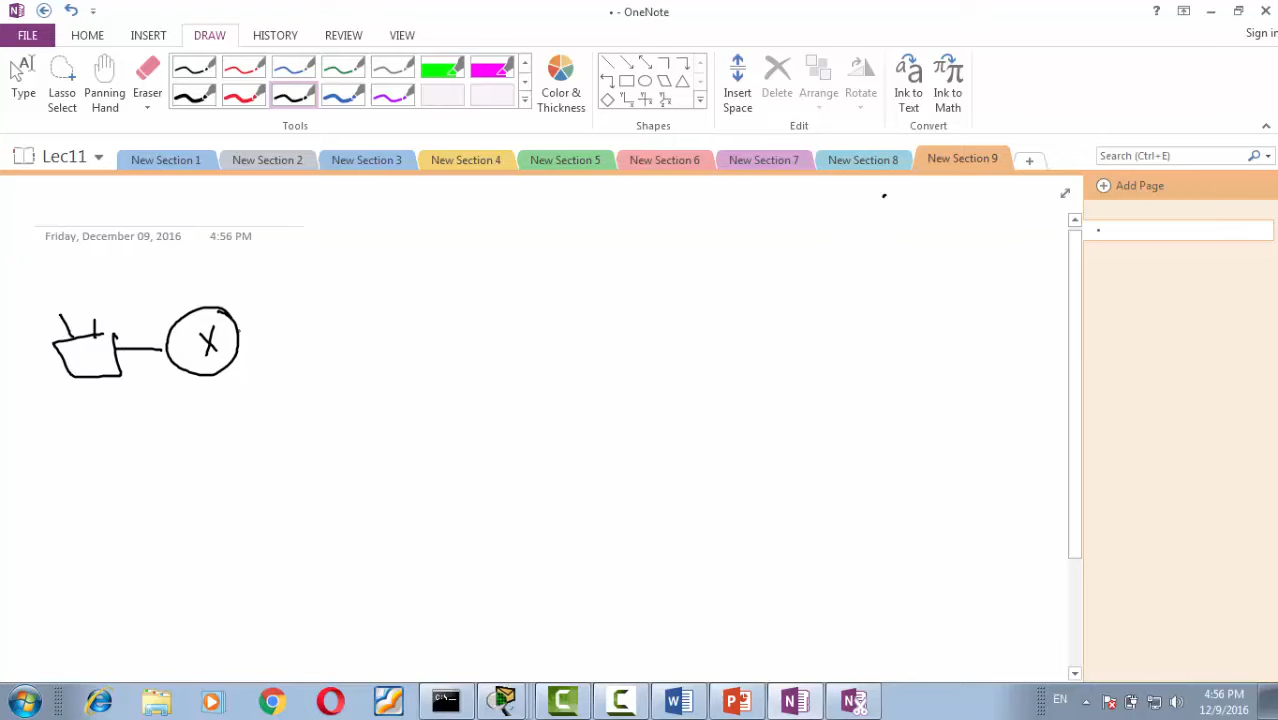 • - OneNote
?
Sign in
FILE HOME INSERT DRAW HISTORY REVIEW VIEW
Type
Lasso Select
Panning Hand
Eraser
Color & Thickness
Insert Space
Delete
Arrange
Rotate
Ink to Text
Ink to Math
Tools
Shapes
Edit
Convert
Lec11
New Section 1
New Section 2
New Section 3
New Section 4
New Section 5
New Section 6
New Section 7
New Section 8
New Section 9
Search (Ctrl+E)
Add Page
Friday, December 09, 2016 4:56 PM
X
EN
4:56 PM
12/9/2016